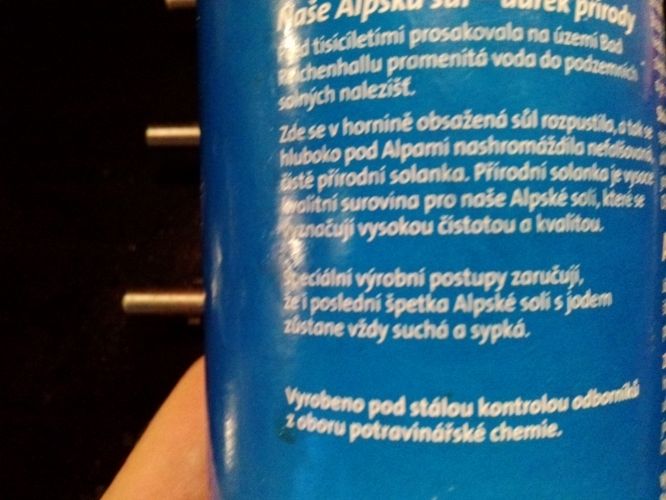 Naše Alpská sůl - dárek přírody
Před tisíciletími prosakovala na území Bad
Reichenhallu pramenitá voda do podzemních
solných nalezišť.
Zde se v hornině obsažená sůl rozpustila, a tak se
hluboko pod Alpami nashromáždila nefalšovaná
čistě přírodní solanka. Přírodní solanka je vysoce
kvalitní surovina pro naše Alpské soli, které se
vyznačují vysokou čistotou a kvalitou.
Speciální výrobní postupy zaručují,
že i poslední špetka Alpské soli s jodem
zůstane vždy suchá a sypká.
Vyrobeno pod stálou kontrolou odborníků
z oboru potravinářské chemie.